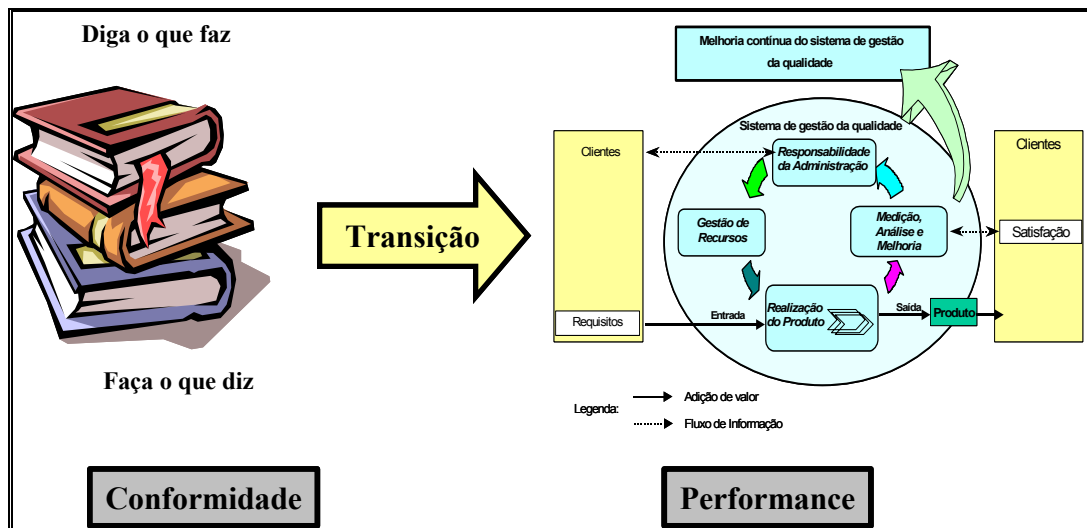 Diga o que faz
Faça o que diz
Conformidade
Transição
Melhoria contínua do sistema de gestão
da qualidade
Sistema de gestão da qualidade
Clientes
Requisitos
Responsabilidade
da Administração
Gestão de
Recursos
Medição,
Análise e
Melhoria
Entrada
Realização
do Produto
Saída
Produto
Clientes
Satisfação
Legenda:
Adição de valor
Fluxo de Informação
Performance